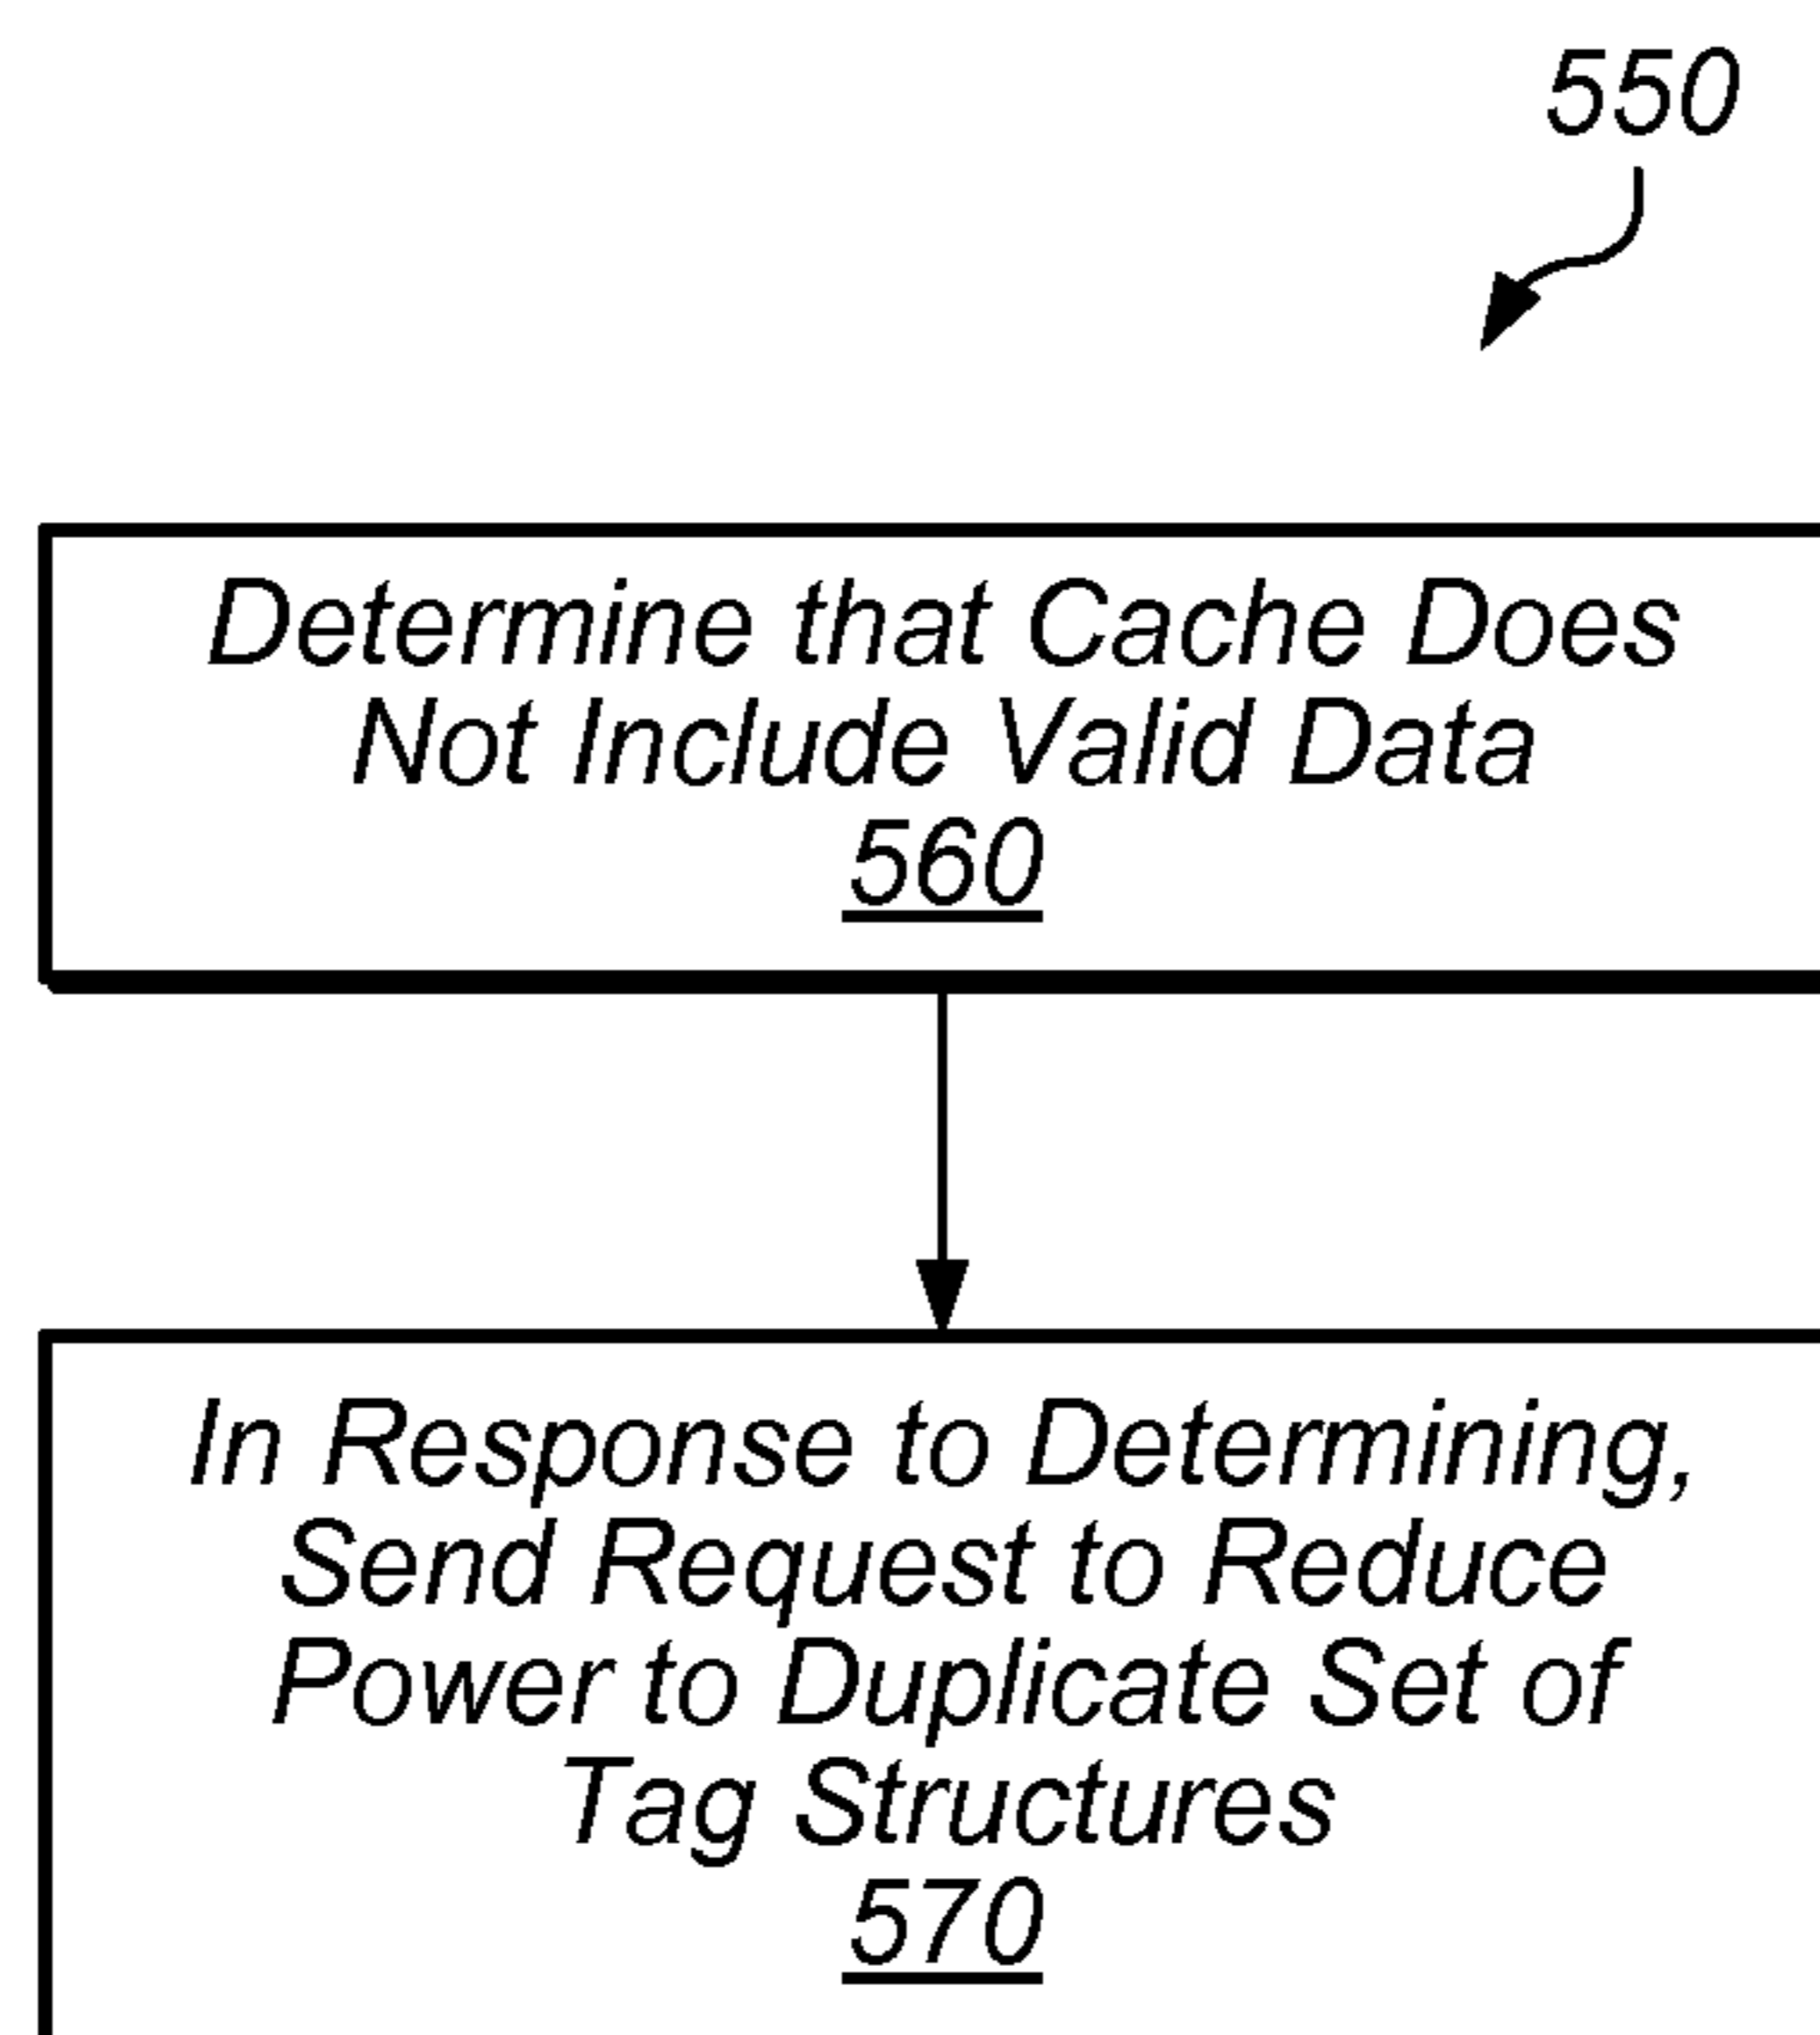 550
Determine that Cache Does
Not Include Valid Data
560
In Response to Determining,
Send Request to Reduce
Power to Duplicate Set of
Tag Structures
570